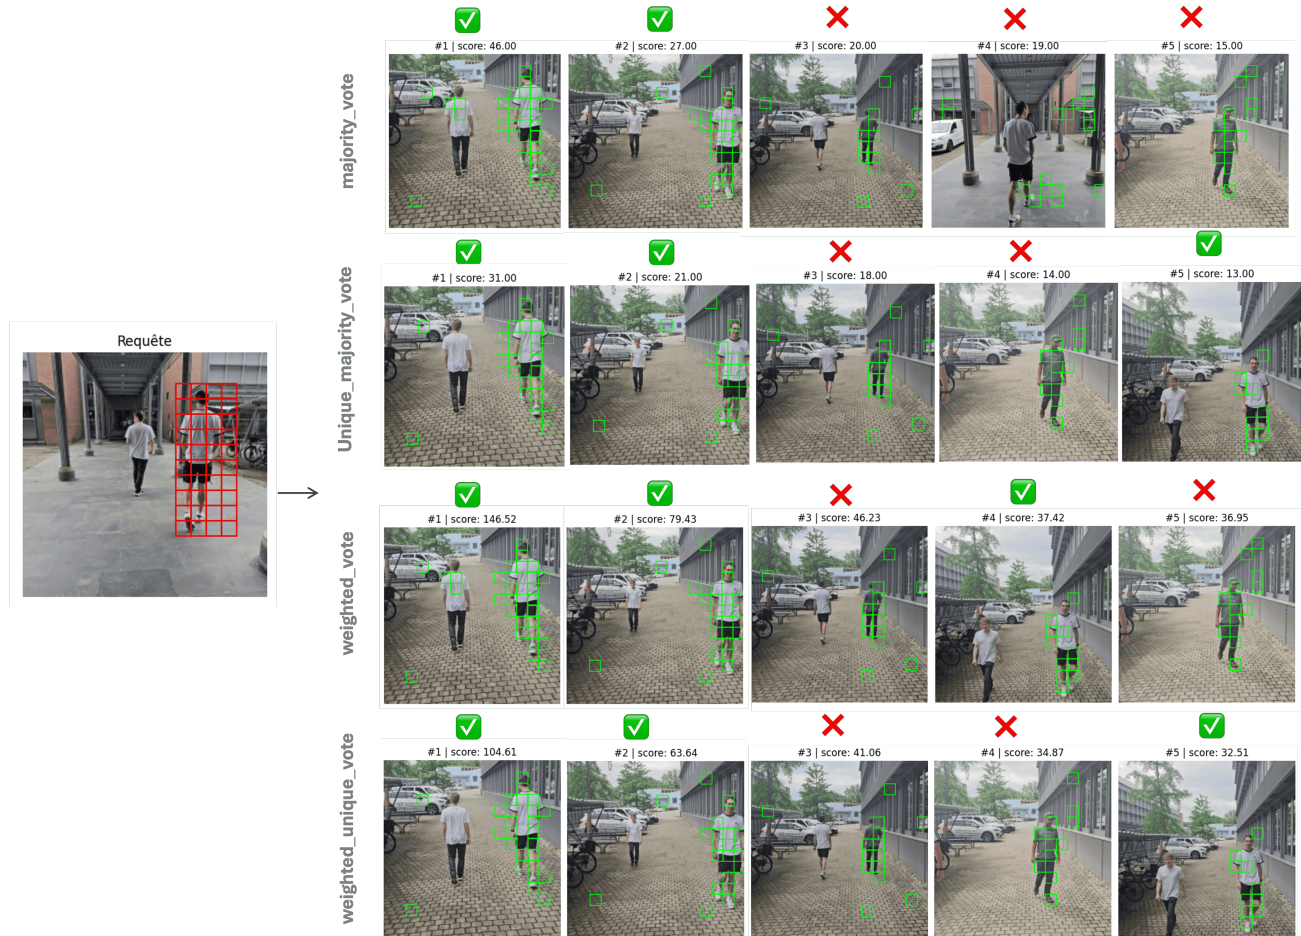 #1 | score: 46.00
#2 | score: 27.00
#3 | score: 20.00
#4 | score: 19.00
#5 | score: 15.00
majority_vote
#1 | score: 31.00
#2 | score: 21.00
#3 | score: 18.00
#4 | score: 14.00
#5 | score: 13.00
Unique_majority_vote
Requête
#1 | score: 146.52
#2 | score: 79.43
#3 | score: 46.23
#4 | score: 37.42
#5 | score: 36.95
weighted_vote
#1 | score: 104.61
#2 | score: 63.64
#3 | score: 41.06
#4 | score: 34.87
#5 | score: 32.51
weighted_unique_vote